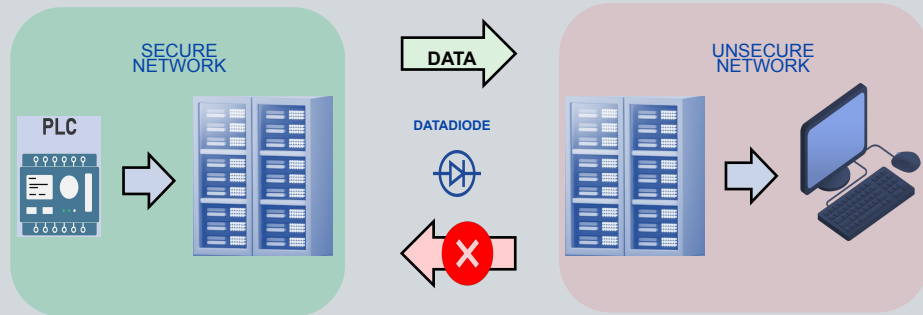 SECURE
NETWORK
DATA
UNSECURE
NETWORK
PLC
DATADIODE